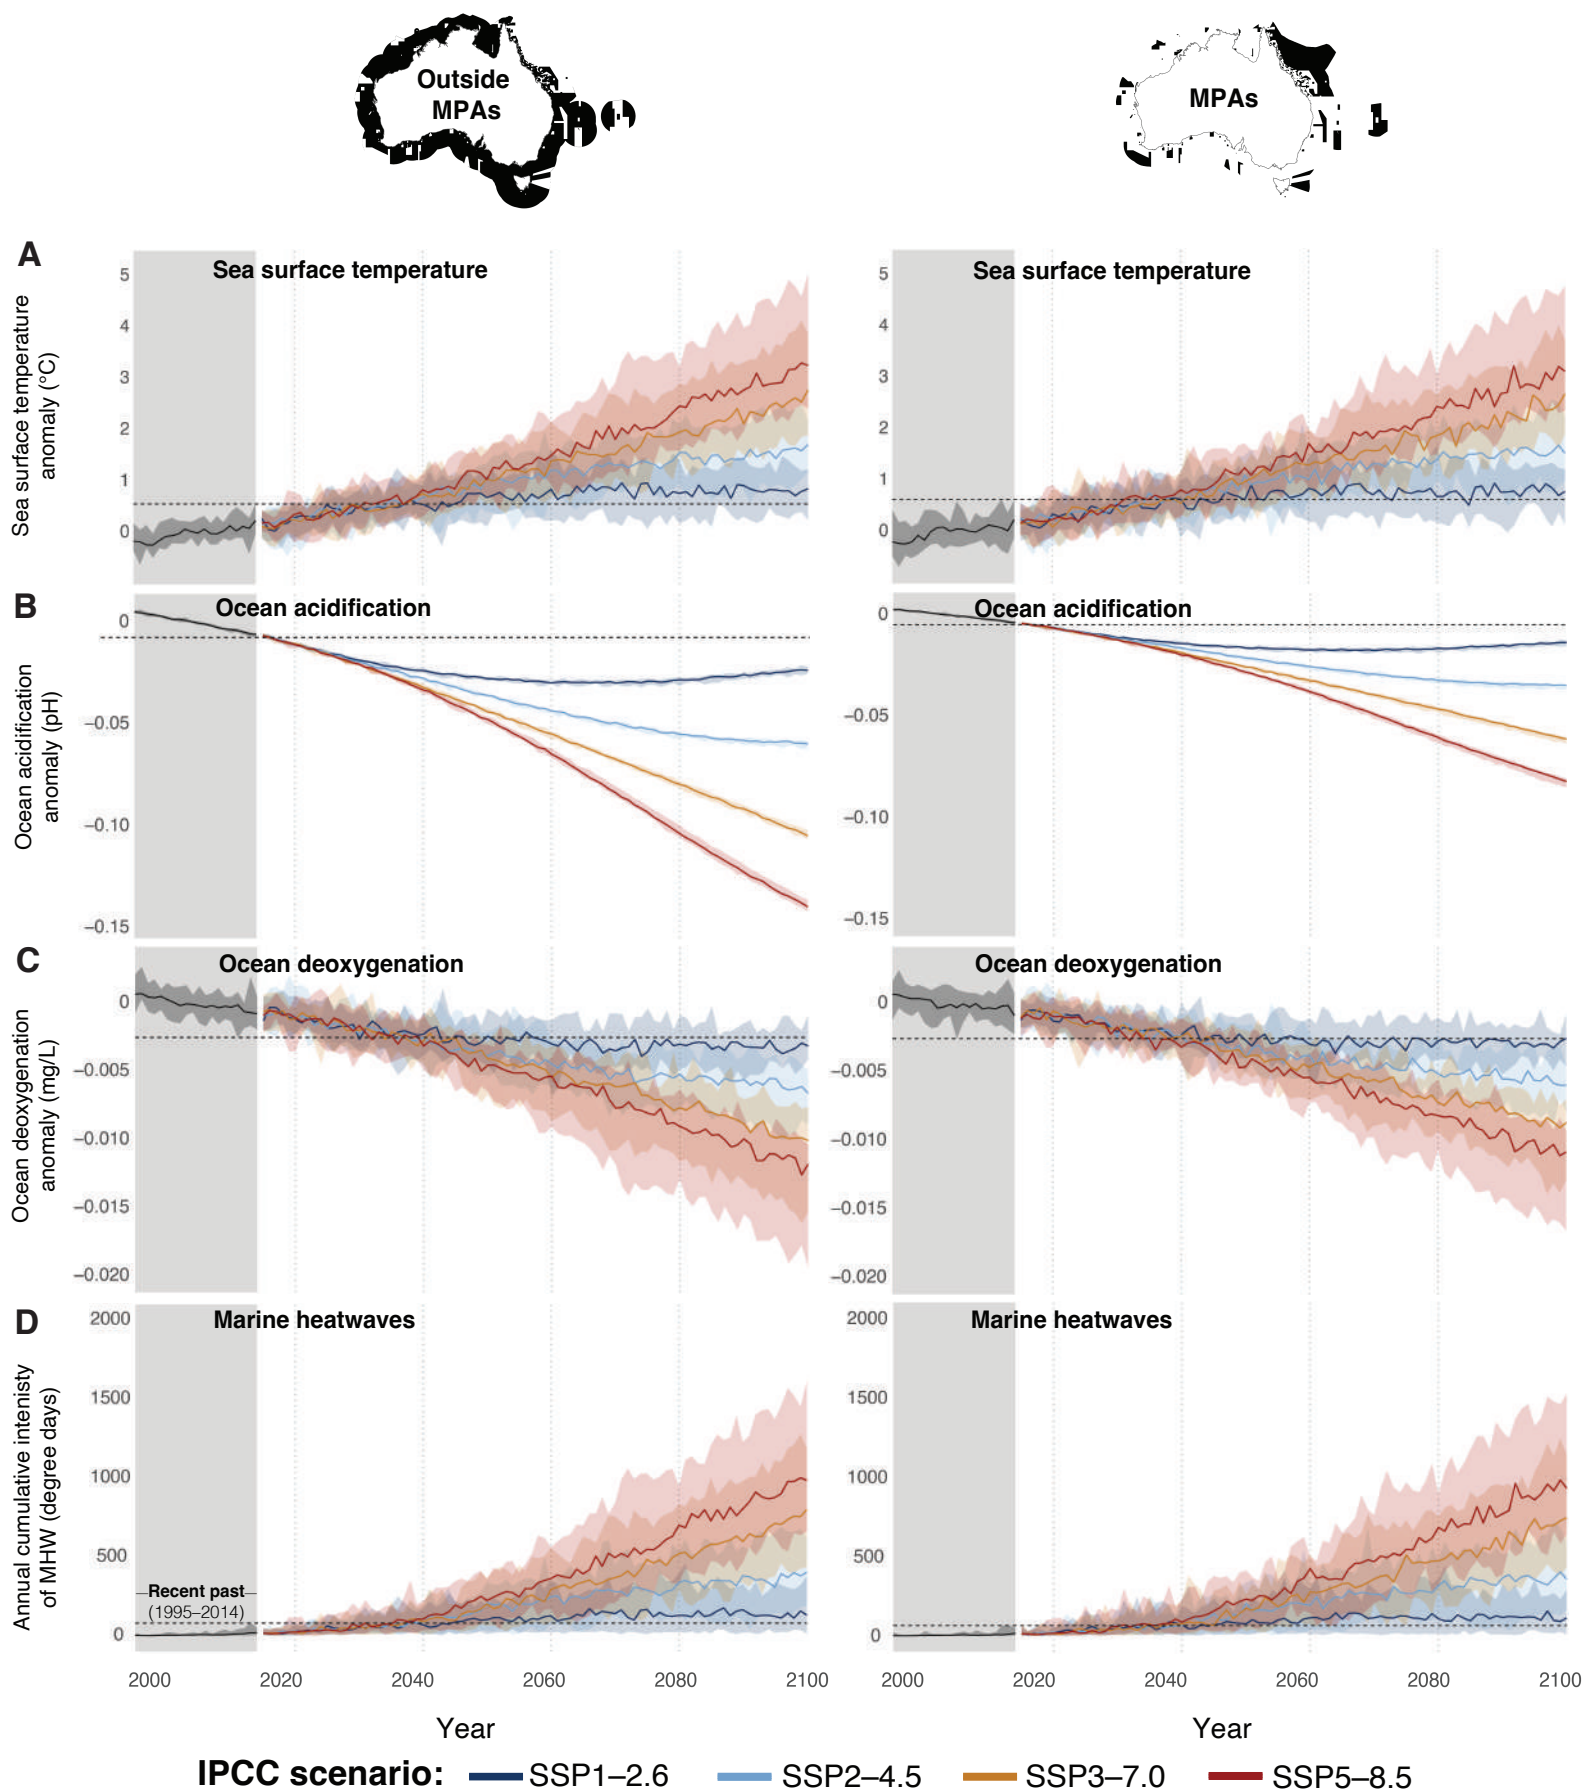 Outside
MPAs
MPAs
A
Sea surface temperature
Sea surface temperature
Sea surface temperature
anomaly (°C)
5
4
3
2
1
0
5
4
3
2
1
0
B
Ocean acidification
Ocean acidification
Ocean acidification
anomaly (pH)
0
−0.05
−0.10
−0.15
0
−0.05
−0.10
−0.15
C
Ocean deoxygenation
Ocean deoxygenation
Ocean deoxygenation
anomaly (mg/L)
0
−0.005
−0.010
−0.015
−0.020
0
−0.005
−0.010
−0.015
−0.020
D
Marine heatwaves
Marine heatwaves
Annual cumulative intenisty
of MHW (degree days)
2000
1500
1000
500
0
2000
1500
1000
500
0
Recent past
(1995–2014)
2000 2020 2040 2060 2080 2100
2000 2020 2040 2060 2080 2100
Year
Year
IPCC scenario: SSP1–2.6 SSP2–4.5 SSP3–7.0 SSP5–8.5